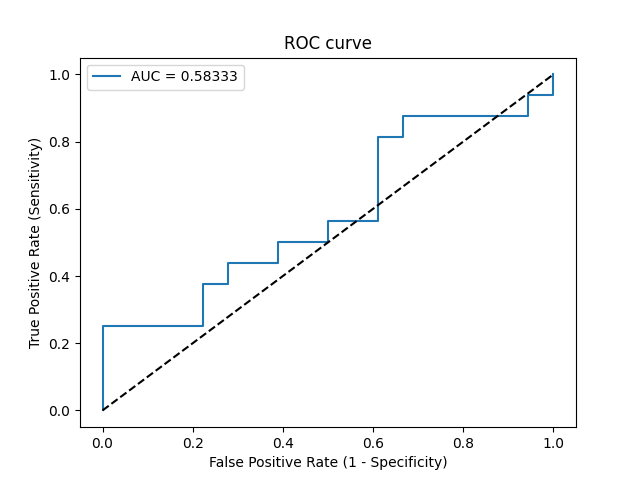 ROC curve
AUC = 0.58333
1.0
0.8
0.6
0.4
0.2
0.0
True Positive Rate (Sensitivity)
0.0 0.2 0.4 0.6 0.8 1.0
False Positive Rate (1 - Specificity)